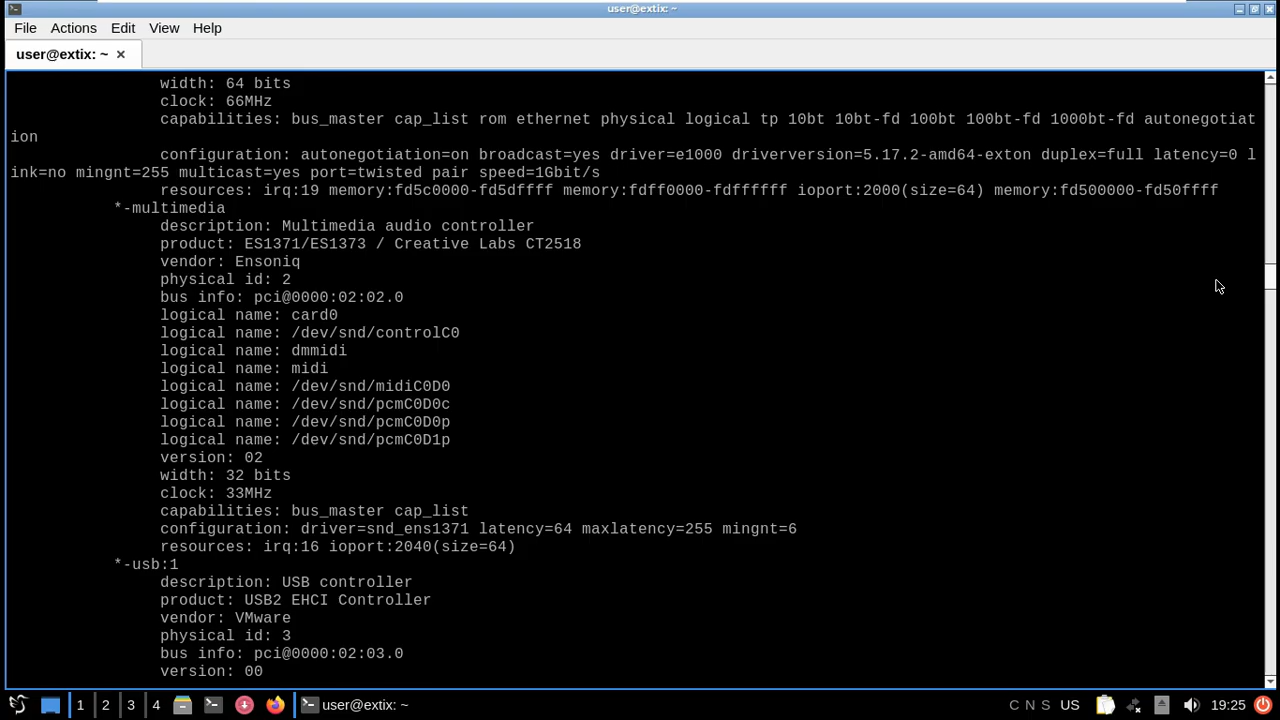 user@extix: ~
File Actions Edit View Help
user@extix: ~
width: 64 bits
clock: 66MHz
capabilities: bus_master cap_list rom ethernet physical logical tp 10bt 10bt-fd 100bt 100bt-fd 1000bt-fd autonegotiat
ion
configuration: autonegotiation=on broadcast=yes driver=e1000 driverversion=5.17.2-amd64-exton duplex=full latency=0 l
ink=no mingnt=255 multicast=yes port=twisted pair speed=1Gbit/s
resources: irq:19 memory:fd5c0000-fd5dffff memory:fdff0000-fdffffff ioport:2000(size=64) memory:fd500000-fd50ffff
*-multimedia
description: Multimedia audio controller
product: ES1371/ES1373 / Creative Labs CT2518
vendor: Ensoniq
physical id: 2
bus info: pci@0000:02:02.0
logical name: card0
logical name: /dev/snd/controlC0
logical name: dmmidi
logical name: midi
logical name: /dev/snd/midiC0D0
logical name: /dev/snd/pcmC0D0c
logical name: /dev/snd/pcmC0D0p
logical name: /dev/snd/pcmC0D1p
version: 02
width: 32 bits
clock: 33MHz
capabilities: bus_master cap_list
configuration: driver=snd_ens1371 latency=64 maxlatency=255 mingnt=6
resources: irq:16 ioport:2040(size=64)
*-usb:1
description: USB controller
product: USB2 EHCI Controller
vendor: VMware
physical id: 3
bus info: pci@0000:02:03.0
version: 00
1 2 3 4 user@extix: ~ C N S US 19:25